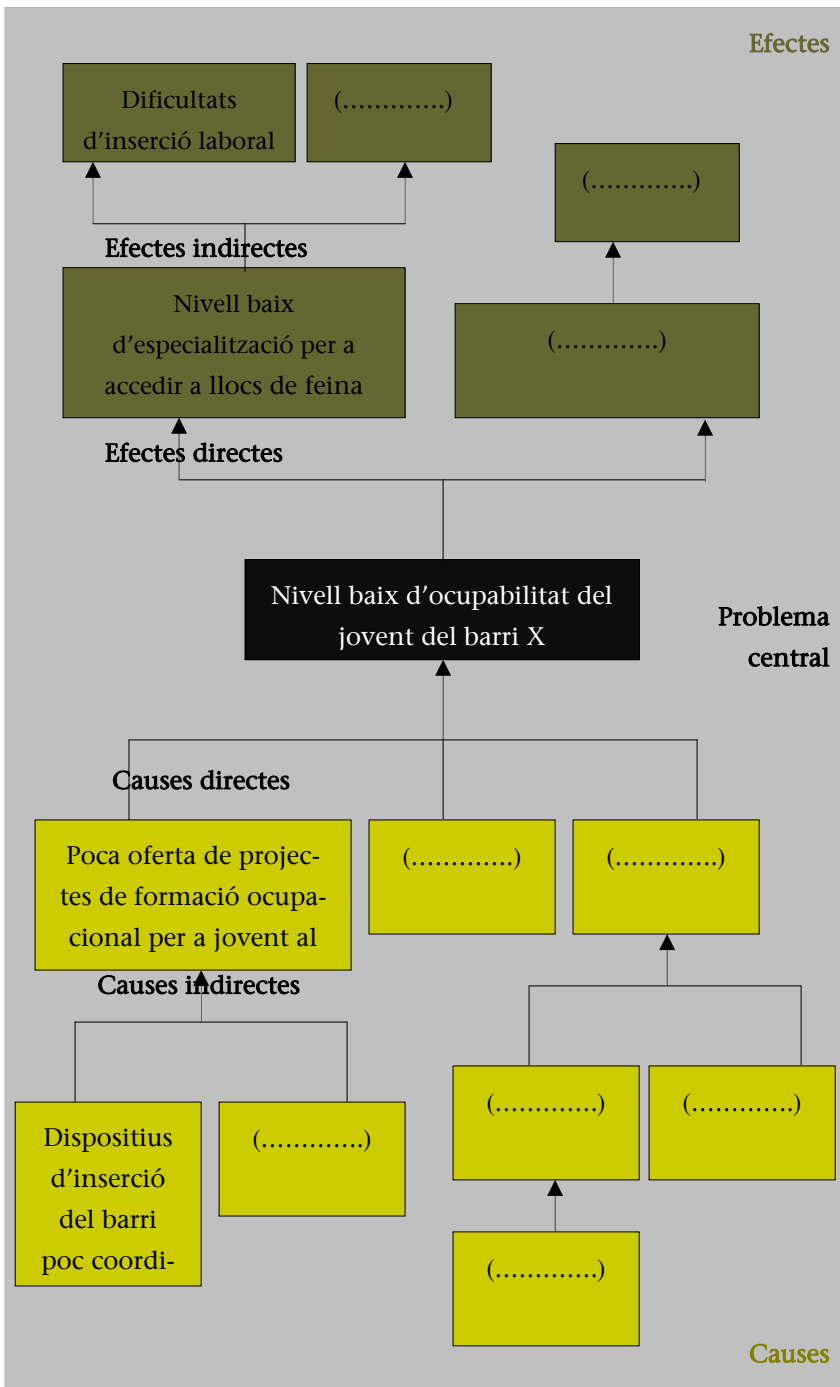 Efectes
Dificultats
d'inserció laboral
(………….)
(………….)
Efectes indirectes
Nivell baix
d'especialització per a
accedir a llocs de feina
(………….)
Efectes directes
Nivell baix d'ocupabilitat del
jovent del barri X
Problema
central
Causes directes
Poca oferta de projec-
tes de formació ocupa-
cional per a jovent al
(………….)
(………….)
Causes indirectes
Dispositius
d'inserció
del barri
poc coordi-
(………….)
(………….)
(………….)
(………….)
Causes